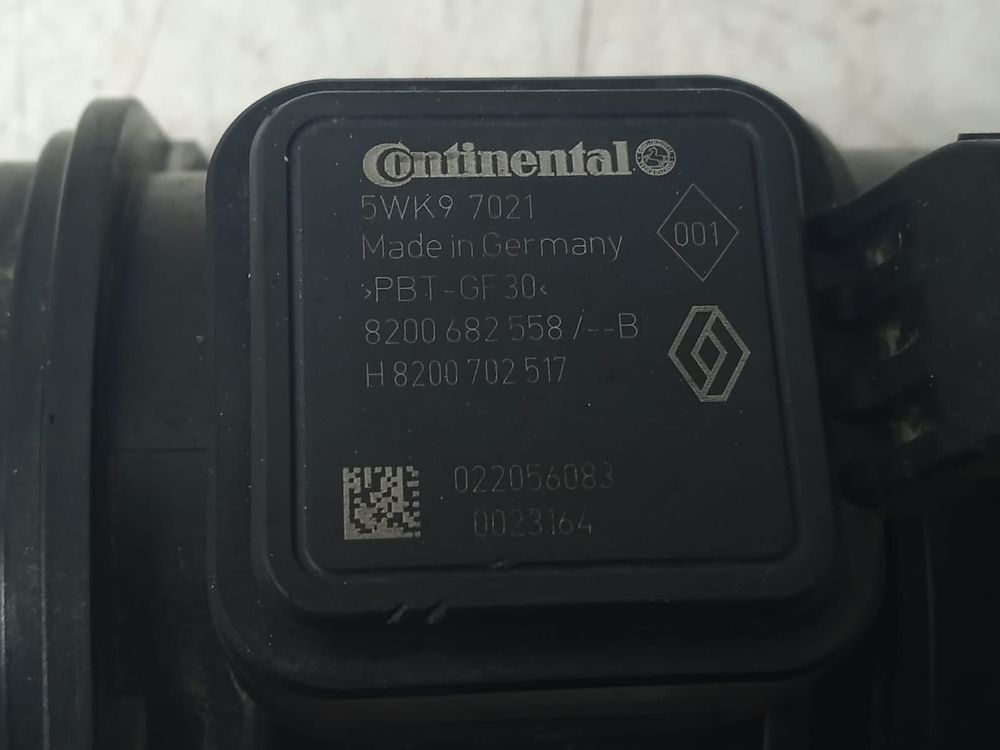 Continental
5WK9 7021
001
Made in Germany
>PBT-GF30<
8200 682 558 /--B
H 8200 702 517
022056083
0023164